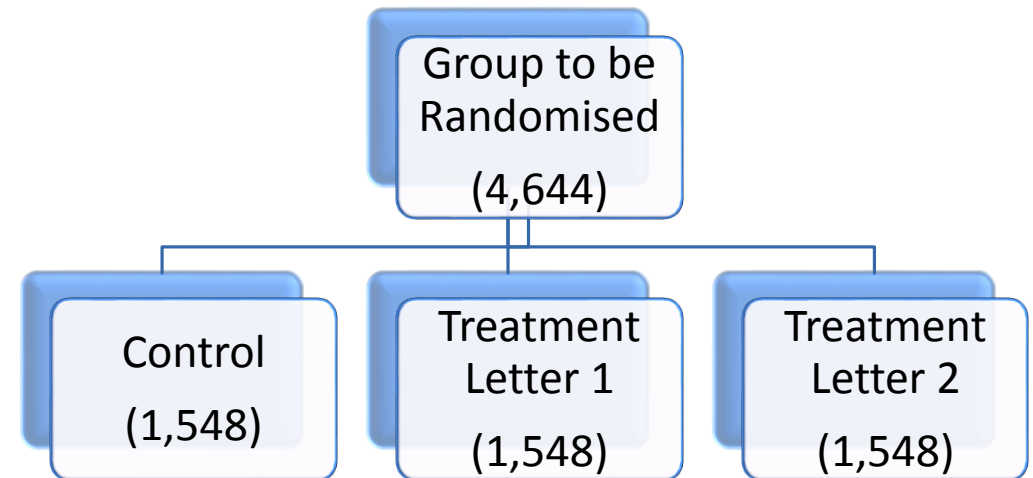 Group to be
Randomised
(4,644)
Control
(1,548)
Treatment
Letter 1
(1,548)
Treatment
Letter 2
(1,548)